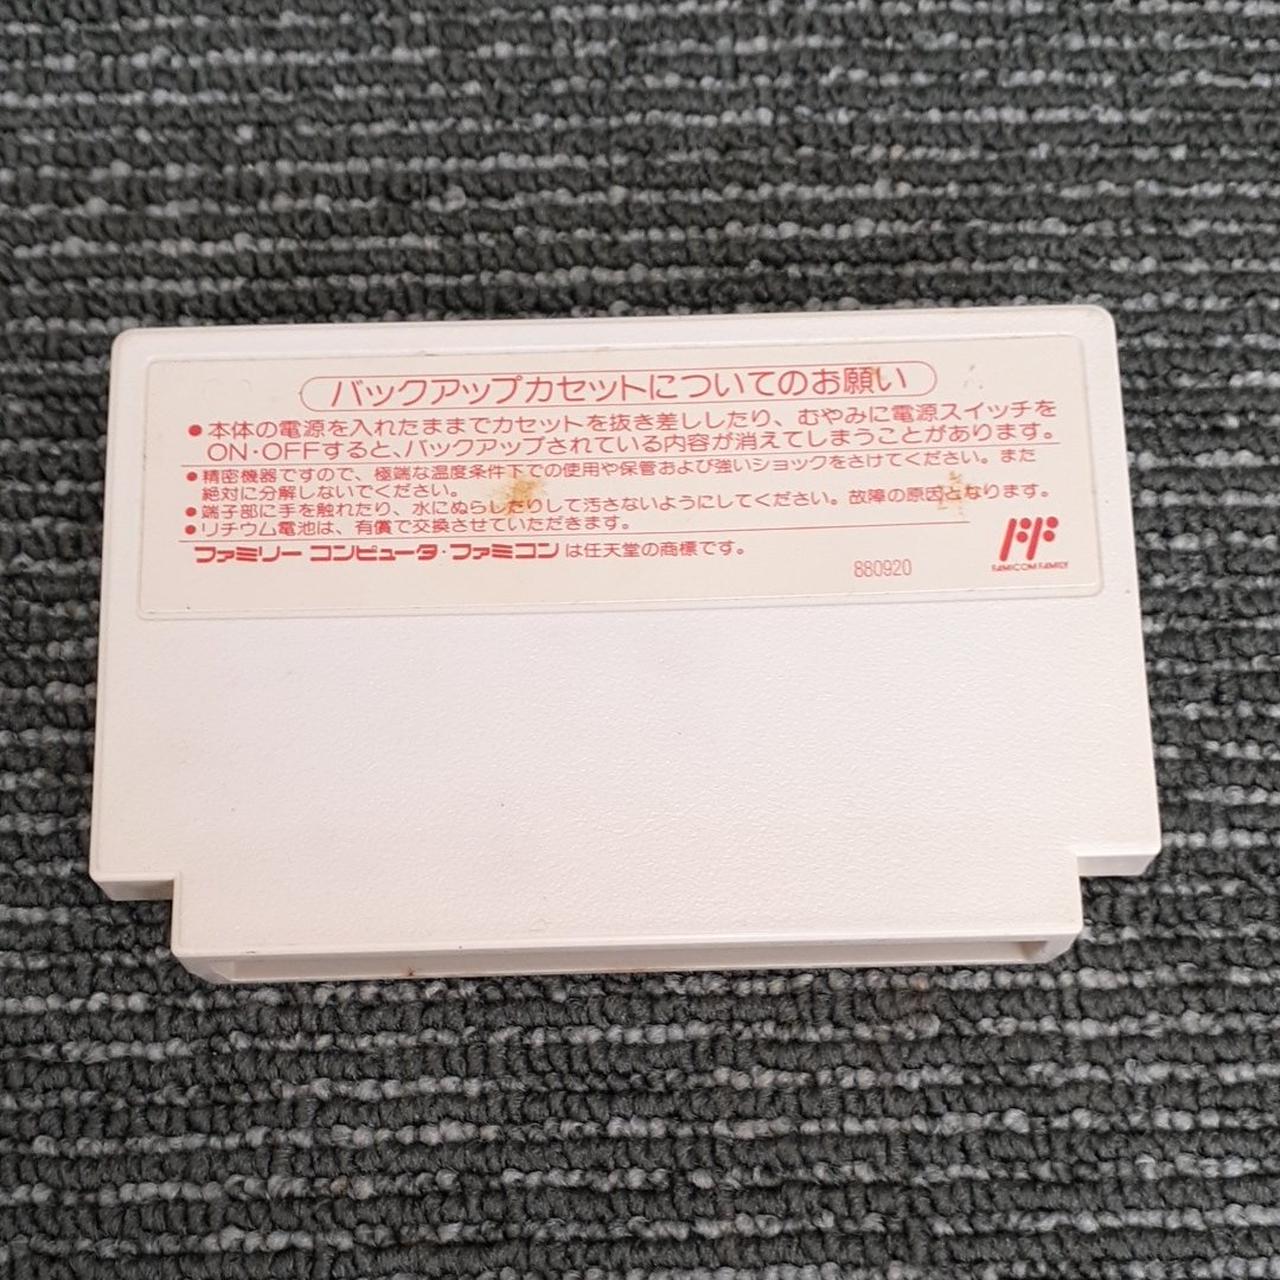 バックアップカセットについてのお願い
●本体の電源を入れたままでカセットを抜き差ししたり、むやみに電源スイッチを
ON・OFFすると、バックアップされている内容が消えてしまうことがあります。
●精密機器ですので、極端な温度条件下での使用や保管および強いショックをさけてください。また
絶対に分解しないでください。
●端子部に手を触れたり、水にぬらしたりして汚さないようにしてください。故障の原因となります。
●リチウム電池は、有償で交換させていただきます。
ファミリー コンピュータ・ファミコンは任天堂の商標です。
880920
FAMICOM FAMILY